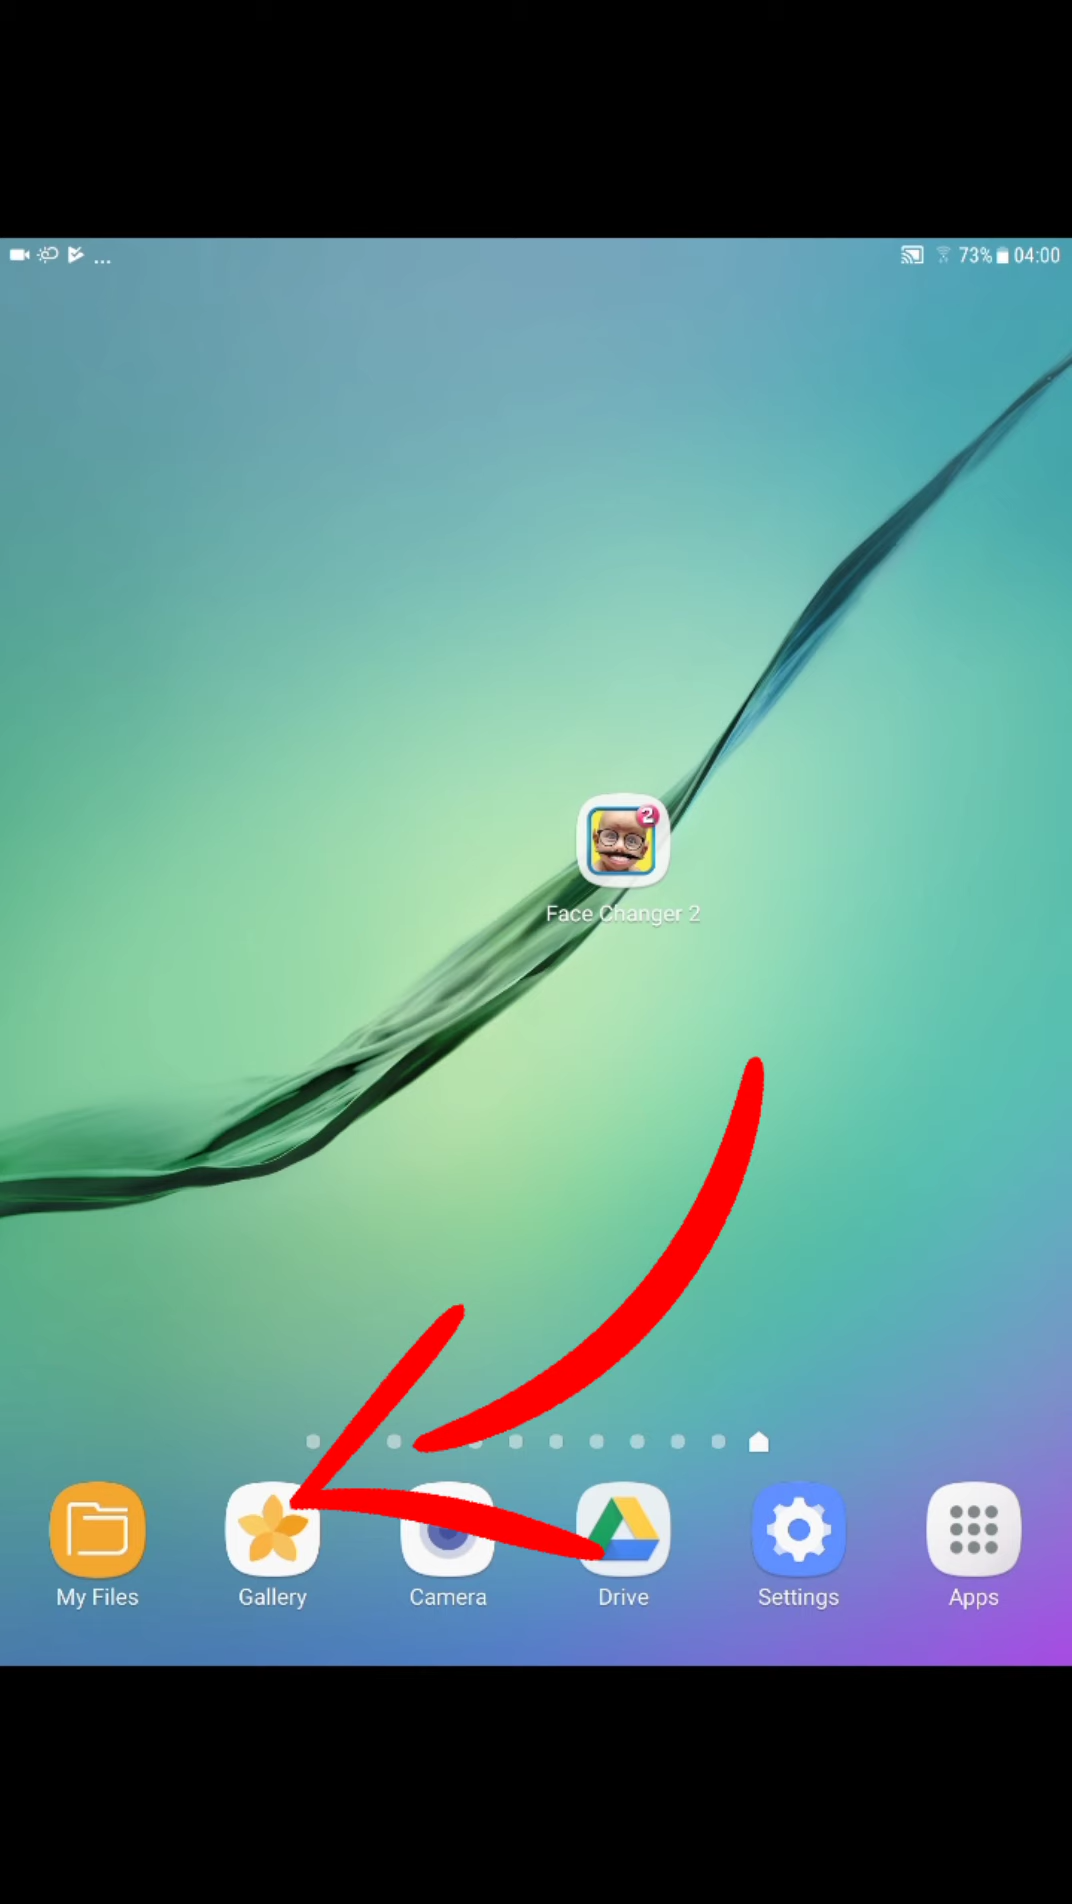 ...
73% 04:00
2
Face Changer 2
My Files
Gallery
Camera
Drive
Settings
Apps